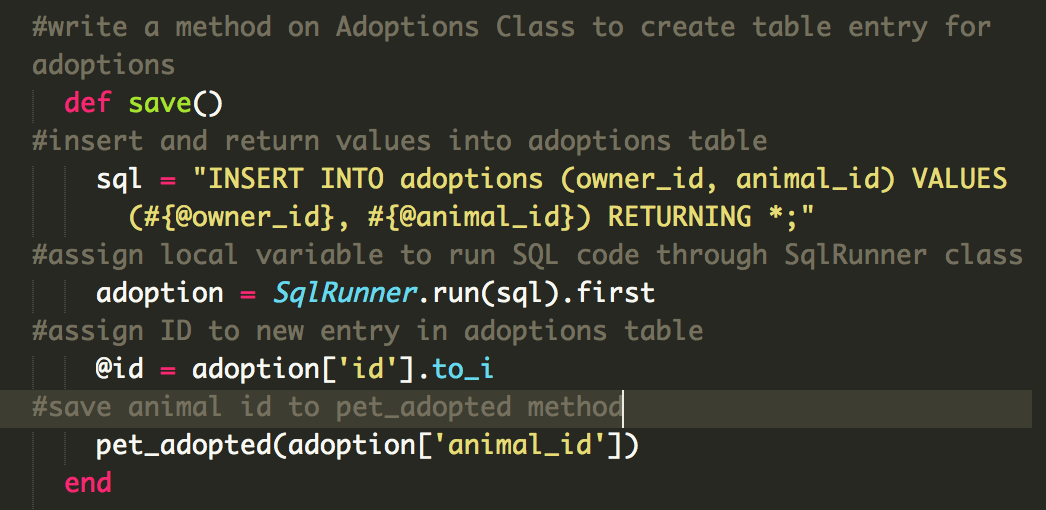 #write a method on Adoptions Class to create table entry for
adoptions
def save()
#insert and return values into adoptions table
sql = "INSERT INTO adoptions (owner_id, animal_id) VALUES
(#{@owner_id}, #{@animal_id}) RETURNING *;"
#assign local variable to run SQL code through SqlRunner class
adoption = SqlRunner.run(sql).first
#assign ID to new entry in adoptions table
@id = adoption['id'].to_i
#save animal id to pet_adopted method
pet_adopted(adoption['animal_id'])
end